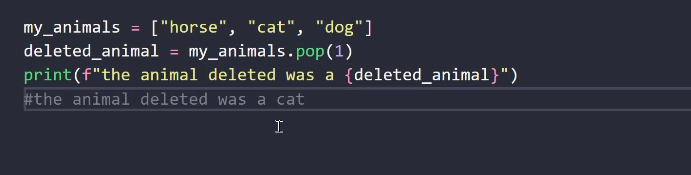 my_animals = ["horse", "cat", "dog"]
deleted_animal = my_animals.pop(1)
print(f"the animal deleted was a {deleted_animal}")
#the animal deleted was a cat